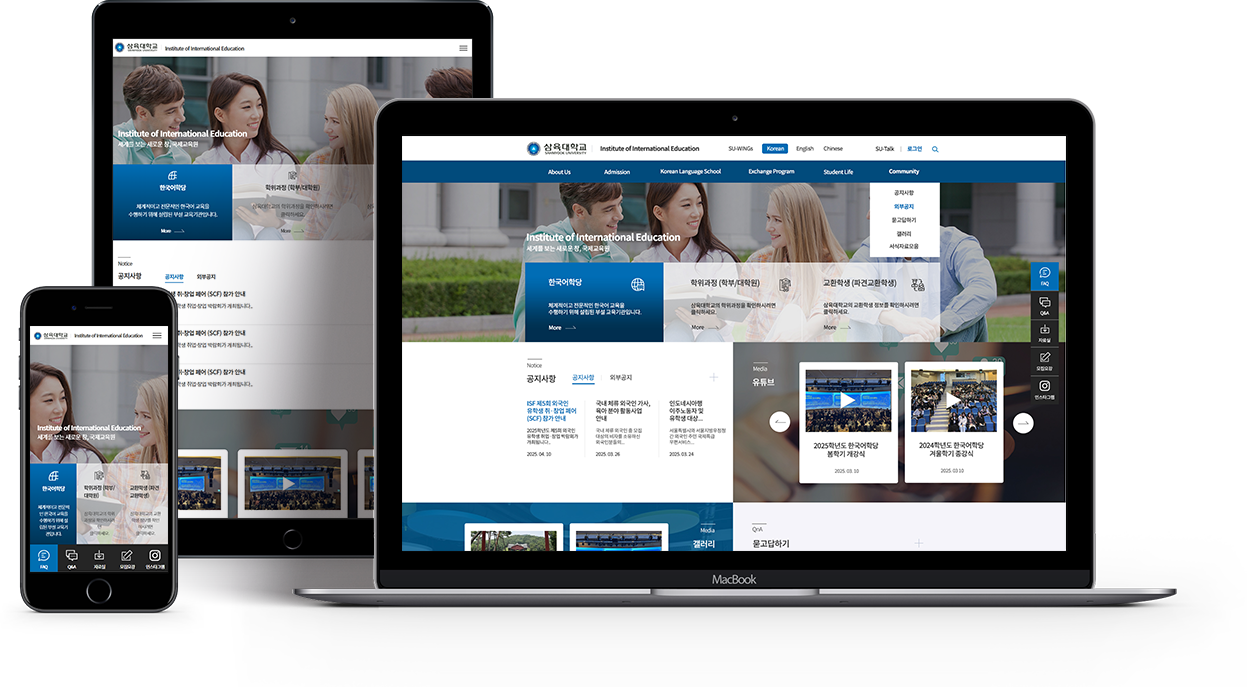 삼육대학교
SAHMYOOK UNIVERSITY
Institute of International Education
Institute of International Education
세계를 보는 새로운 창, 국제교육원
한국어학당
체계적이고 전문적인 한국어 교육을
수행하기 위해 설립된 부설 교육기관입니다.
More
학위과정 (학부/대학원)
삼육대학교의 학위과정을 확인하시려면
클릭하세요.
More
Notice
공지사항
공지사항
외부공지
취·창업 페어 (SCF) 참가 안내
생 취업·창업 박람회가 개최됩니다..
취·창업 페어 (SCF) 참가 안내
생 취업·창업 박람회가 개최됩니다..
취·창업 페어 (SCF) 참가 안내
생 취업·창업 박람회가 개최됩니다..
삼육대학교
Institute of International Education
Institute of International Education
세계를 보는 새로운 창, 국제교육원
한국어학당
체계적이고 전문적
인 한국어 교육을
수행하기 위해 설
립된 부설 교육기
관입니다.
학위과정 (학부/
대학원)
클릭하세요.
교환학생 (파견
교환학생)
클릭하세요.
FAQ
Q&A
자료실
모집요강
인스타그램
삼육대학교
SAHMYOOK UNIVERSITY
Institute of International Education
SU-WINGs
Korean
English
Chinese
SU-Talk
로그인
About Us
Admission
Korean Language School
Exchange Program
Student Life
Community
공지사항
외부공지
묻고답하기
갤러리
서식자료모음
Institute of International Education
세계를 보는 새로운 창, 국제교육원
한국어학당
체계적이고 전문적인 한국어 교육을
수행하기 위해 설립된 부설 교육기관입니다.
More
학위과정 (학부/대학원)
삼육대학교의 학위과정을 확인하시려면
클릭하세요.
More
교환학생 (파견교환학생)
삼육대학교의 교환학생 정보를 확인하시려면
클릭하세요.
More
FAQ
Q&A
자료실
모집요강
인스타그램
Notice
공지사항
공지사항
외부공지
ISF 제5회 외국인
유학생 취·창업 페어
(SCF) 참가 안내
2025학년도 제5회 외국인
유학생 취업·창업 박람회가
개최됩니다..
2025. 04. 10
국내 체류 외국인 가사,
육아 분야 활동사업
안내
국내 체류 외국인 중 모집
대상의 비자를 소유하신
외국인분들의...
2025. 03. 26
인도네시아행
이주노동자 및
유학생 대상...
서울특별시와 서울지방우정청
간 외국인 주민 국제특급
우편서비스...
2025. 03. 24
Media
유튜브
2025학년도 한국어학당
봄학기 개강식
2025. 03. 10
2024학년도 한국어학당
겨울학기 종강식
2025. 03 10
Media
갤러리
QnA
묻고답하기
MacBook